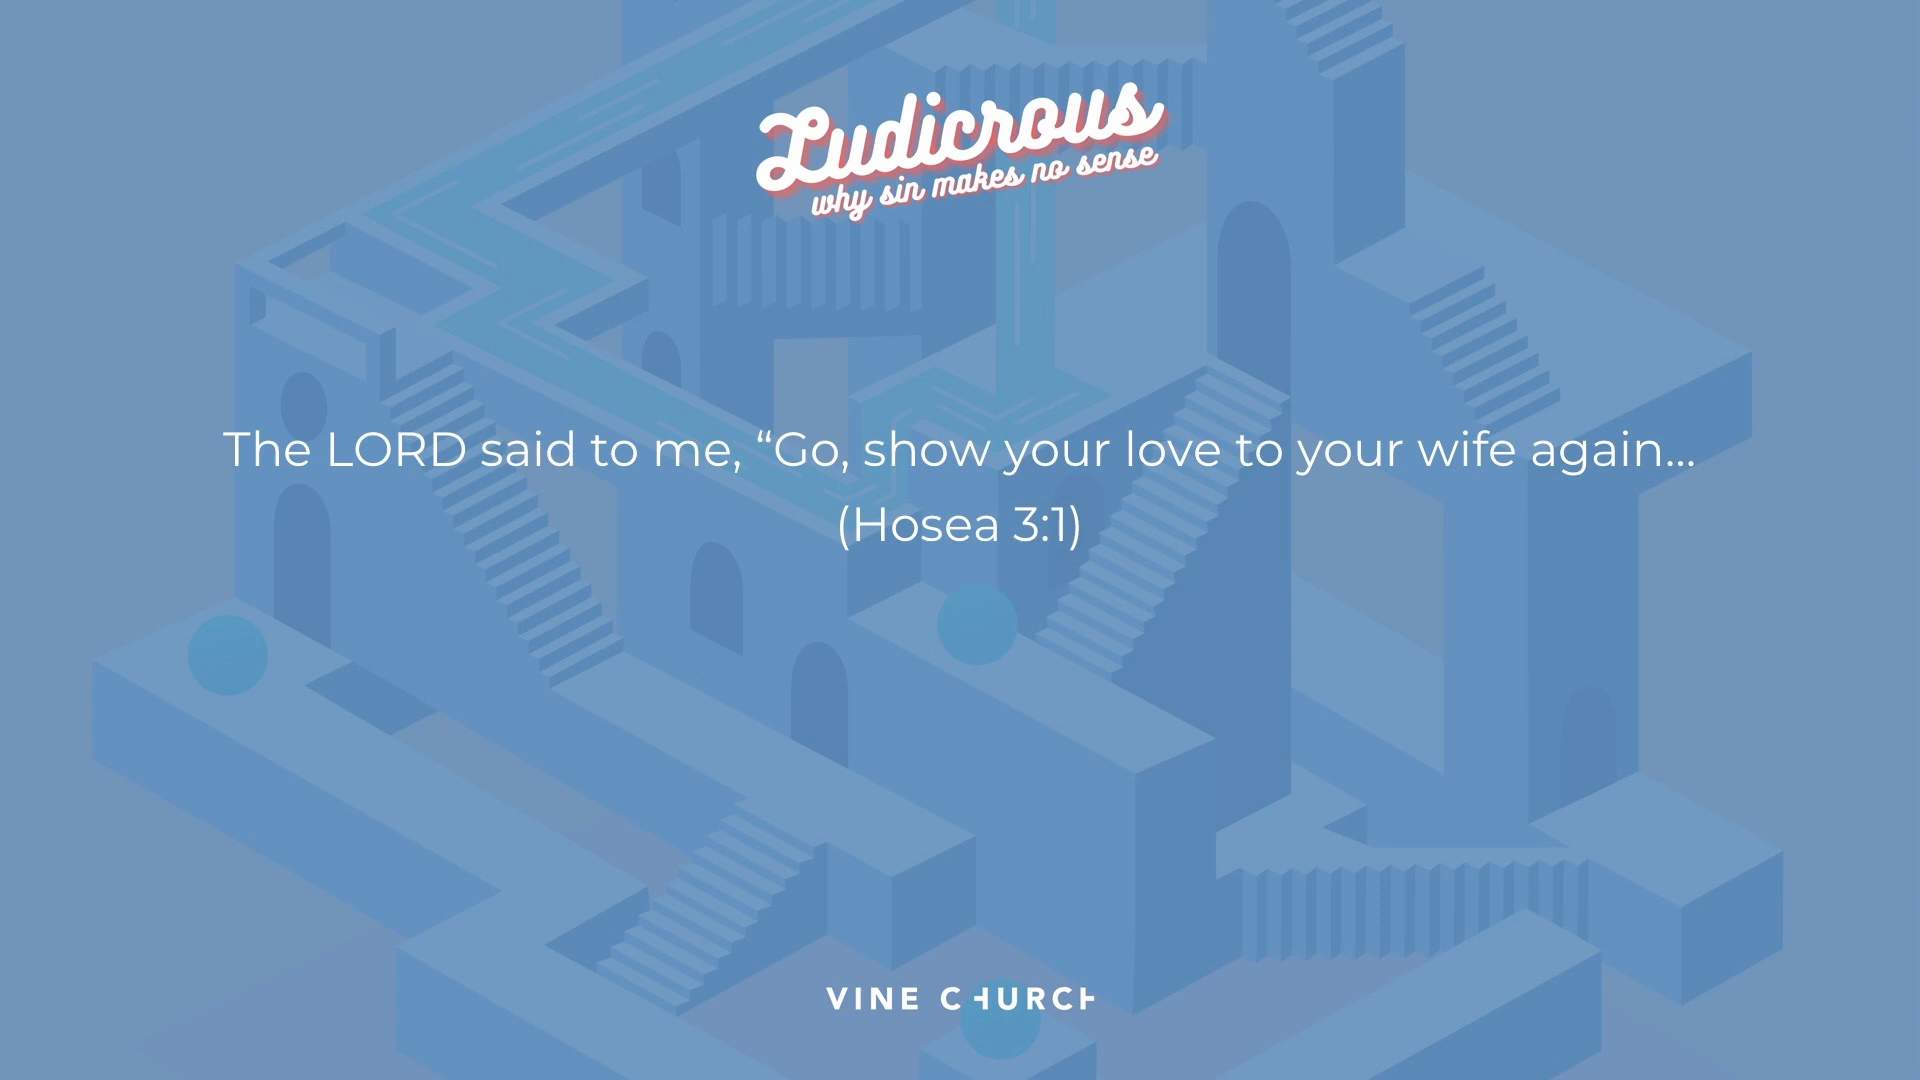 Ludicrous
why sin makes no sense
The LORD said to me, “Go, show your love to your wife again...
(Hosea 3:1)
VINE CHURCH